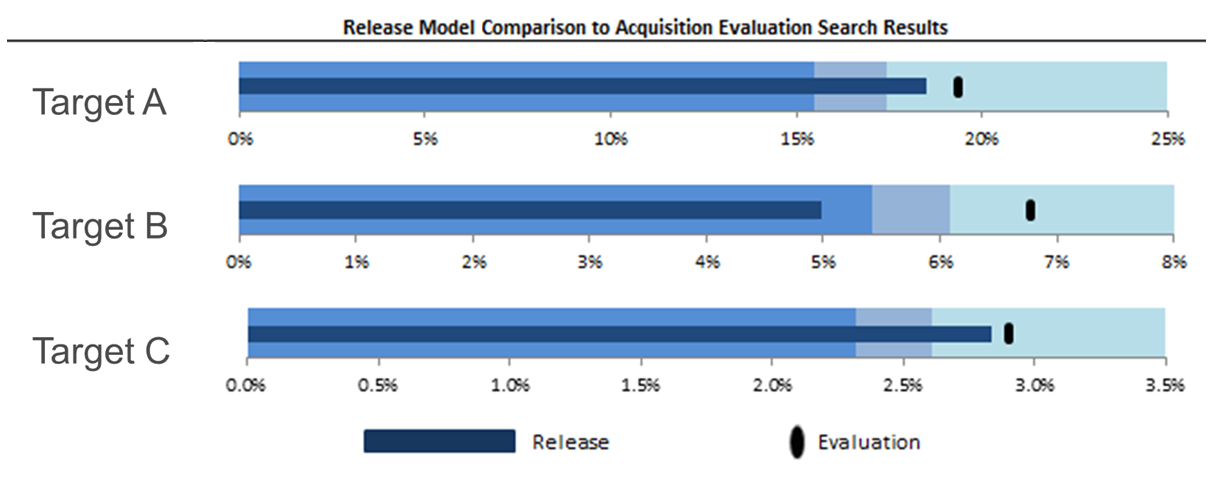 Release Model Comparison to Acquisition Evaluation Search Results
Target A
0% 5% 10% 15% 20% 25%
Target B
0% 1% 2% 3% 4% 5% 6% 7% 8%
Target C
0.0% 0.5% 1.0% 1.5% 2.0% 2.5% 3.0% 3.5%
Release Evaluation